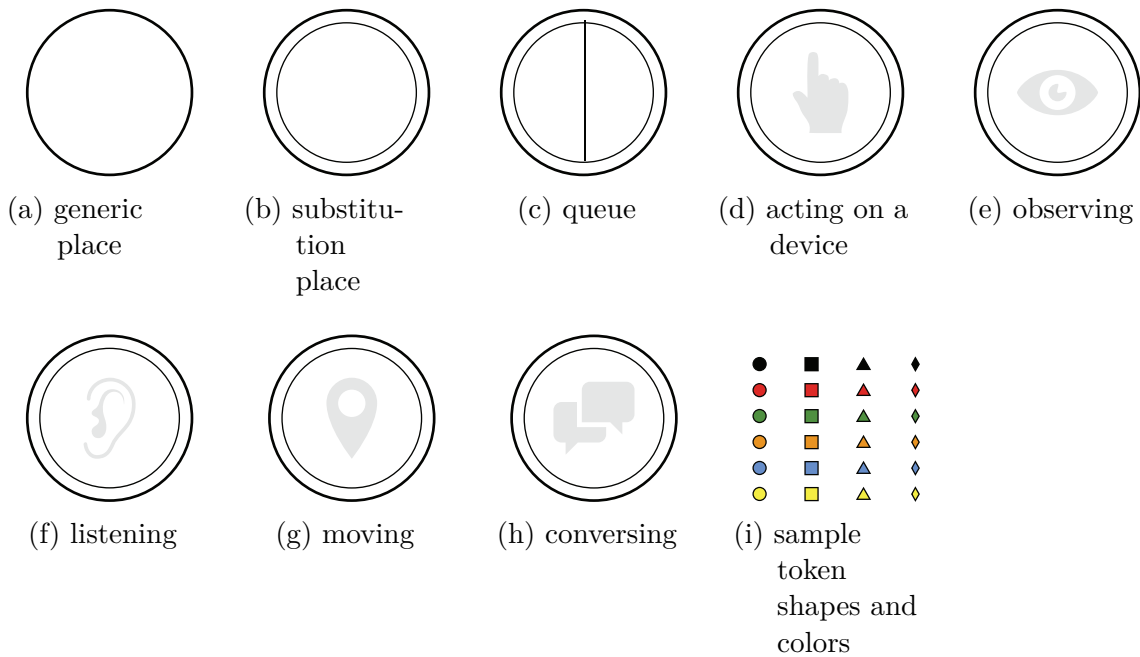 (a) generic place
(b) substitu-
tion
place
(c) queue
(d) acting on a
device
(e) observing
(f) listening
(g) moving
(h) conversing
(i) sample
token
shapes and
colors